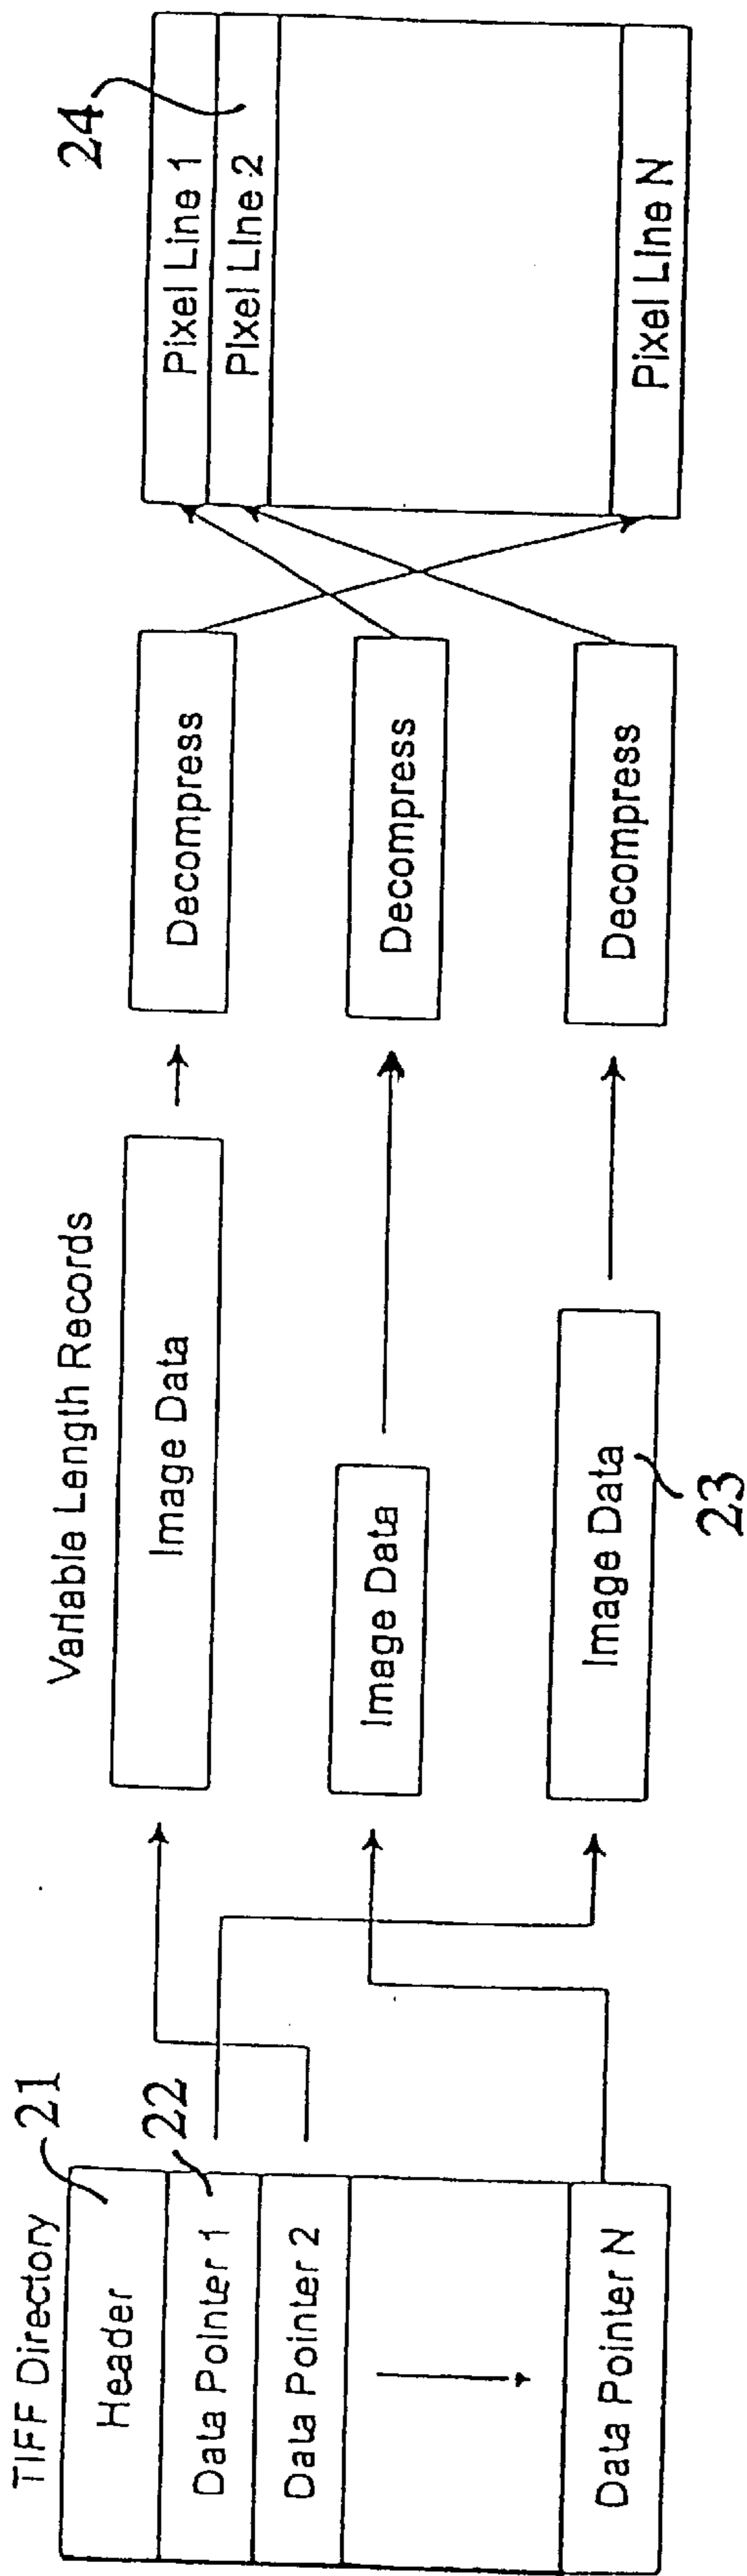 TIFF Directory
21
Header
22
Data Pointer 1
Data Pointer 2
Data Pointer N
Variable Length Records
Image Data
Image Data
Image Data
23
Decompress
Decompress
Decompress
24
Pixel Line 1
Pixel Line 2
Pixel Line N